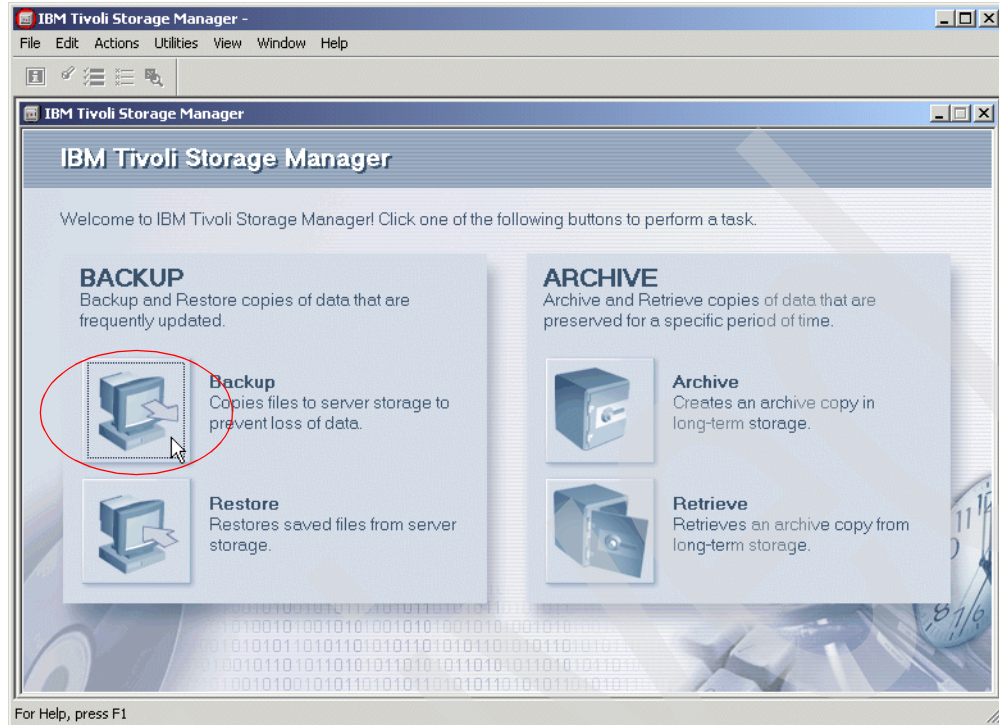 IBM Tivoli Storage Manager -
File Edit Actions Utilities View Window Help
IBM Tivoli Storage Manager
IBM Tivoli Storage Manager
Welcome to IBM Tivoli Storage Manager! Click one of the following buttons to perform a task.
BACKUP
Backup and Restore copies of data that are
frequently updated.
Backup
Copies files to server storage to
prevent loss of data.
Restore
Restores saved files from server
storage.
ARCHIVE
Archive and Retrieve copies of data that are
preserved for a specific period of time.
Archive
Creates an archive copy in
long-term storage.
Retrieve
Retrieves an archive copy from
long-term storage.
For Help, press F1